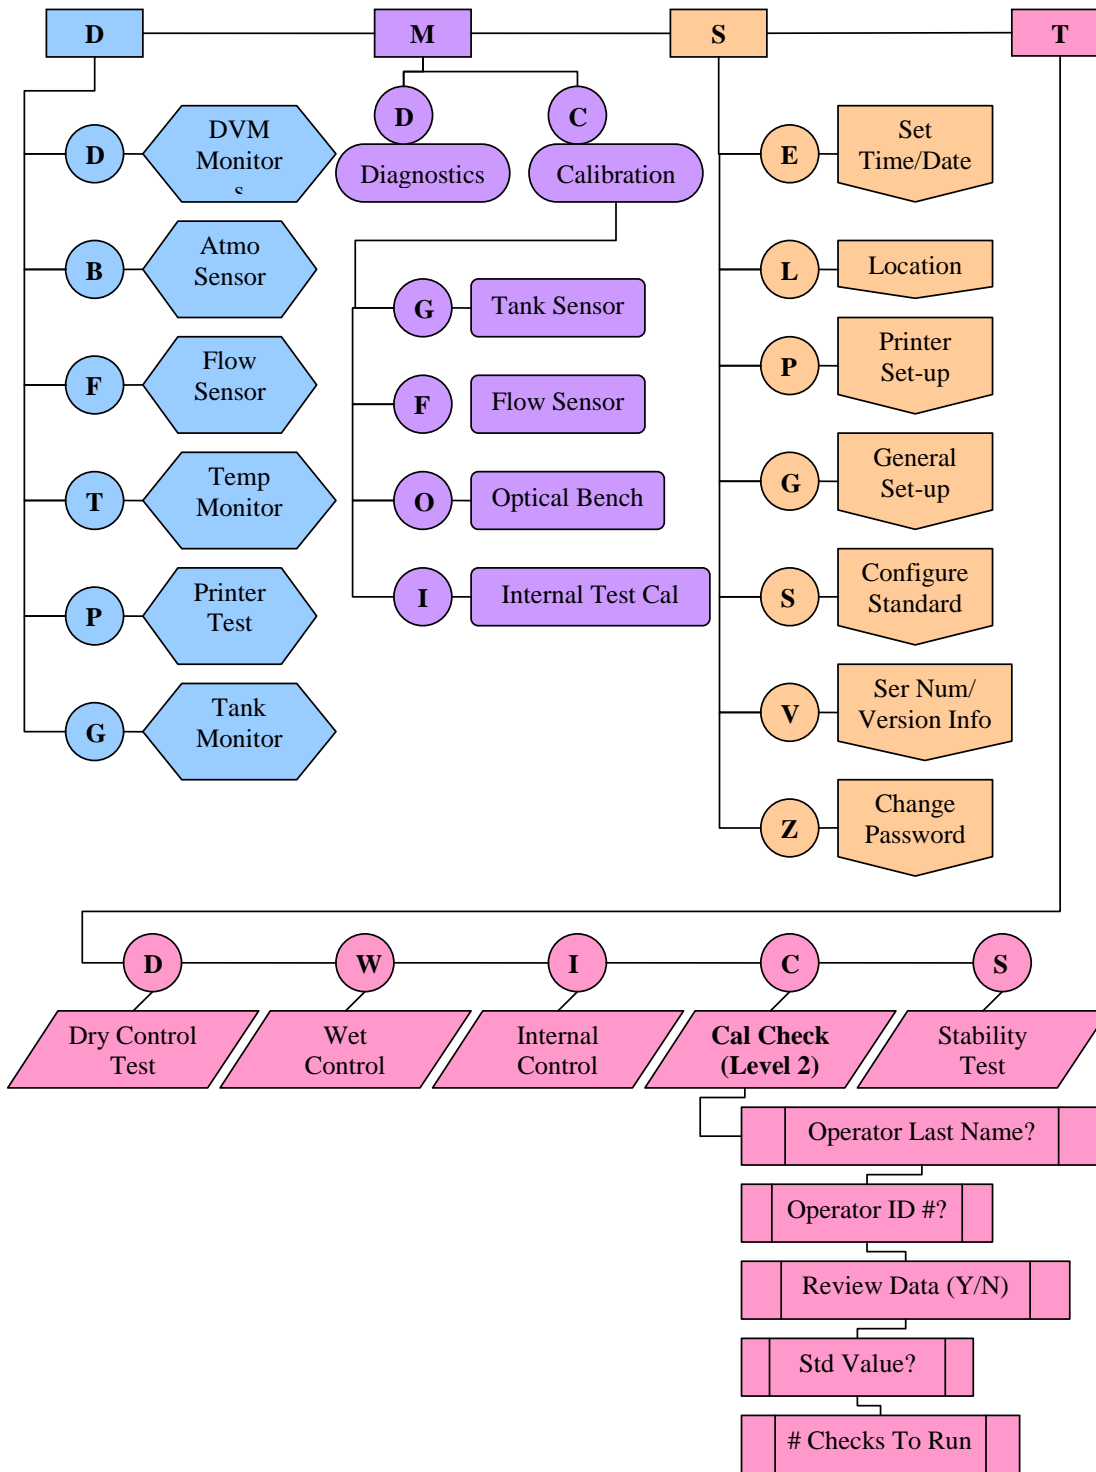 D
M
S
T
D
DVM
Monitor
s
B
Atmo
Sensor
F
Flow
Sensor
T
Temp
Monitor
P
Printer
Test
G
Tank
Monitor
D
Diagnostics
C
Calibration
G
Tank Sensor
F
Flow Sensor
O
Optical Bench
I
Internal Test Cal
E
Set
Time/Date
L
Location
P
Printer
Set-up
G
General
Set-up
S
Configure
Standard
V
Ser Num/
Version Info
Z
Change
Password
D
Dry Control
Test
W
Wet
Control
I
Internal
Control
C
Cal Check
(Level 2)
S
Stability
Test
Operator Last Name?
Operator ID #?
Review Data (Y/N)
Std Value?
# Checks To Run